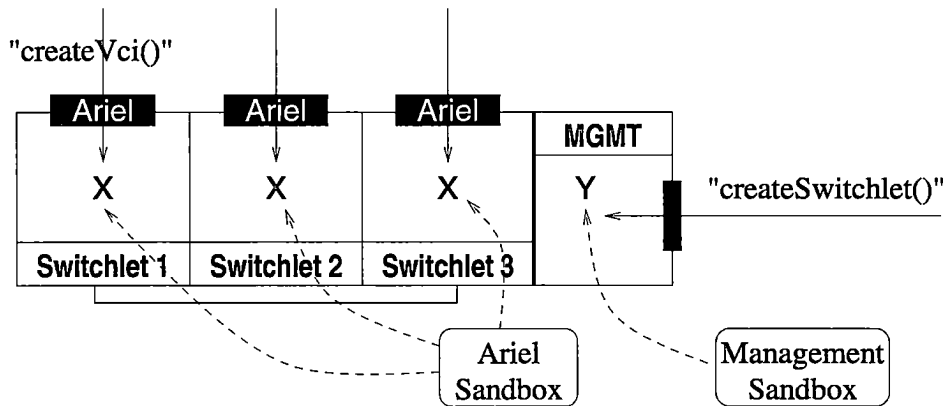 "createVci()"
Ariel Ariel Ariel
MGMT
X X X Y
"createSwitchlet()"
Switchlet 1 Switchlet 2 Switchlet 3
Ariel
Sandbox
Management
Sandbox